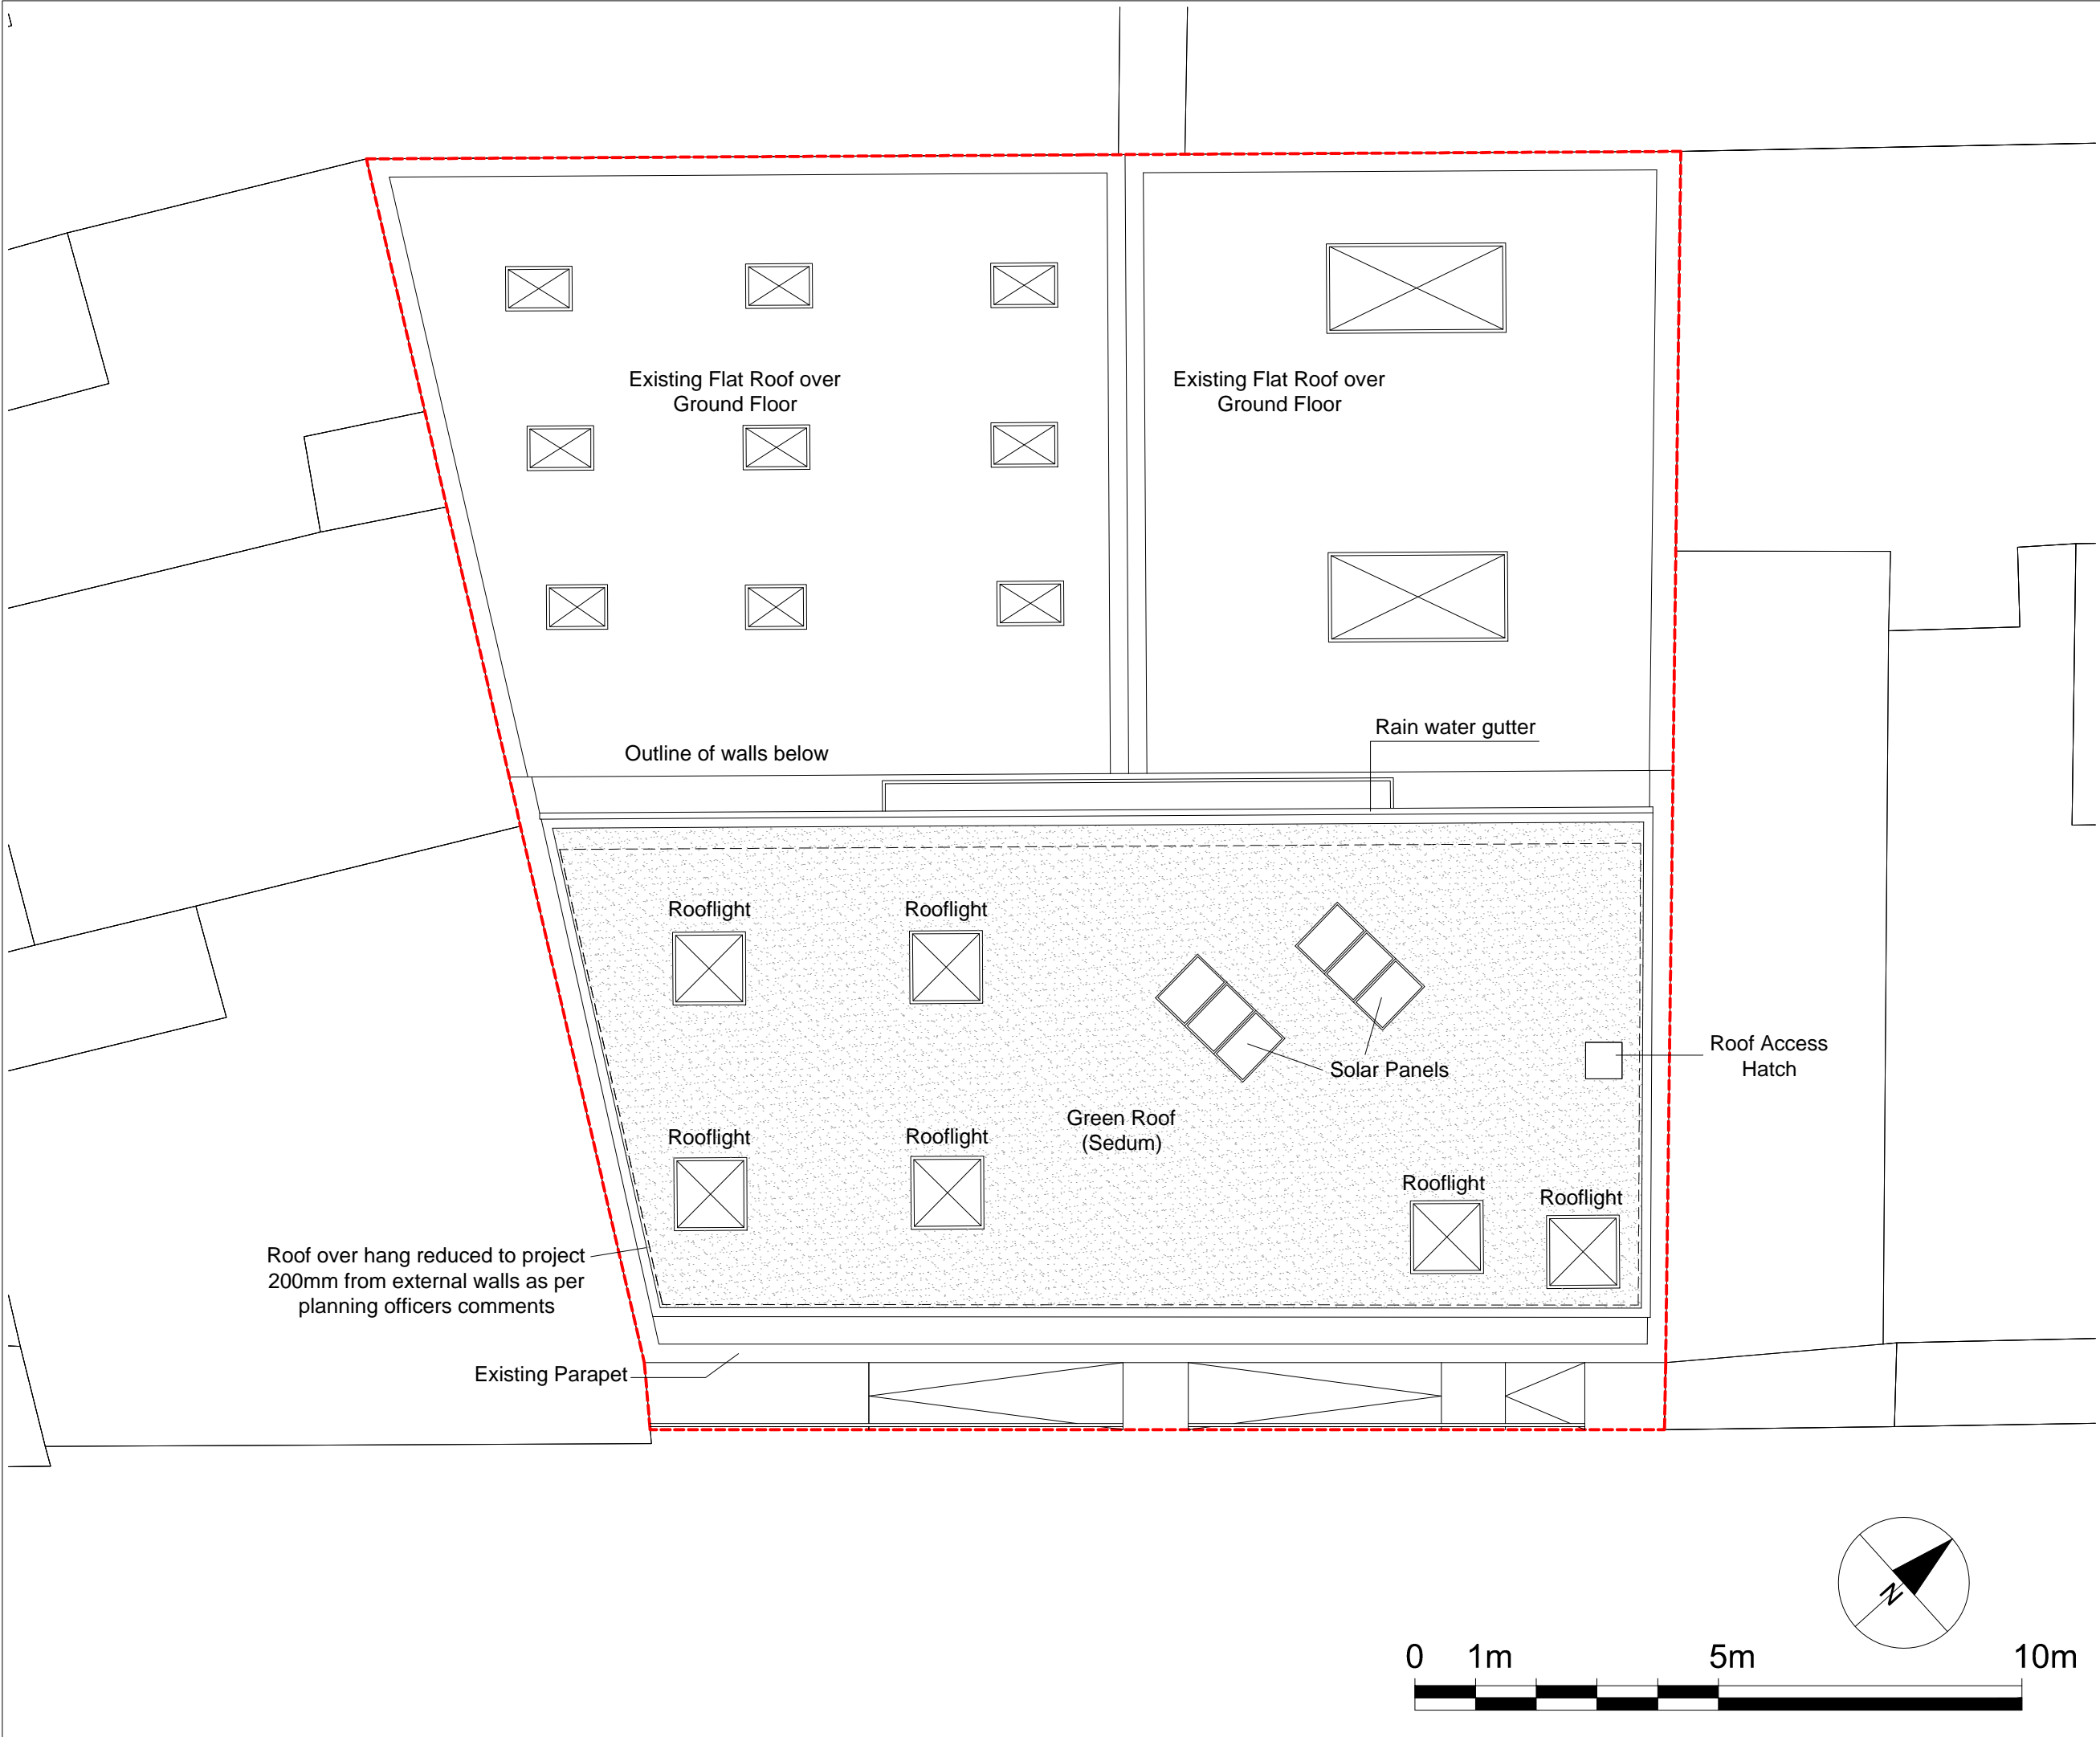 Existing Flat Roof over
Ground Floor
Existing Flat Roof over
Ground Floor
Rain water gutter
Outline of walls below
Rooflight
Rooflight
Solar Panels
Roof Access
Hatch
Green Roof
(Sedum)
Rooflight
Rooflight
Rooflight
Rooflight
Roof over hang reduced to project
200mm from external walls as per
planning officers comments
Existing Parapet
N
0 1m 5m 10m